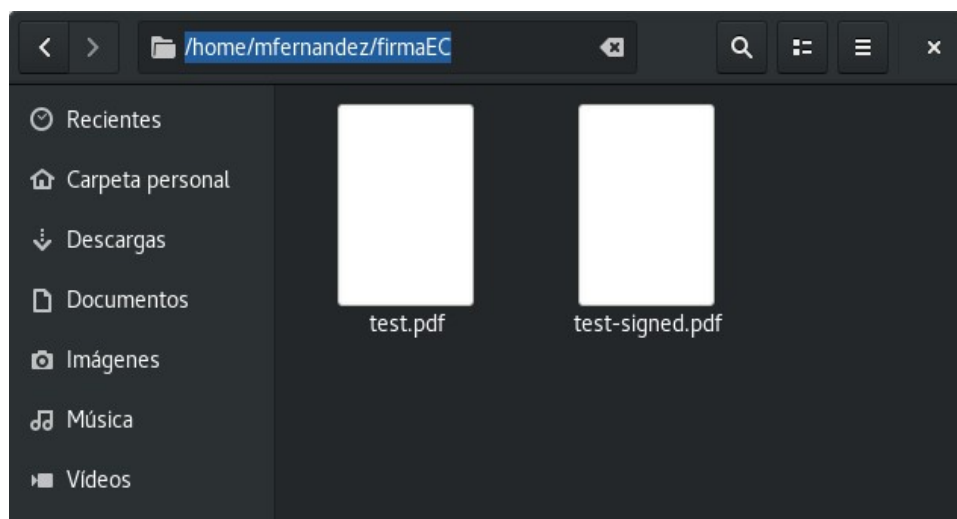 /home/mfernandez/firmaEC
Recientes
Carpeta personal
Descargas
Documentos
Imágenes
Música
Vídeos
test.pdf
test-signed.pdf